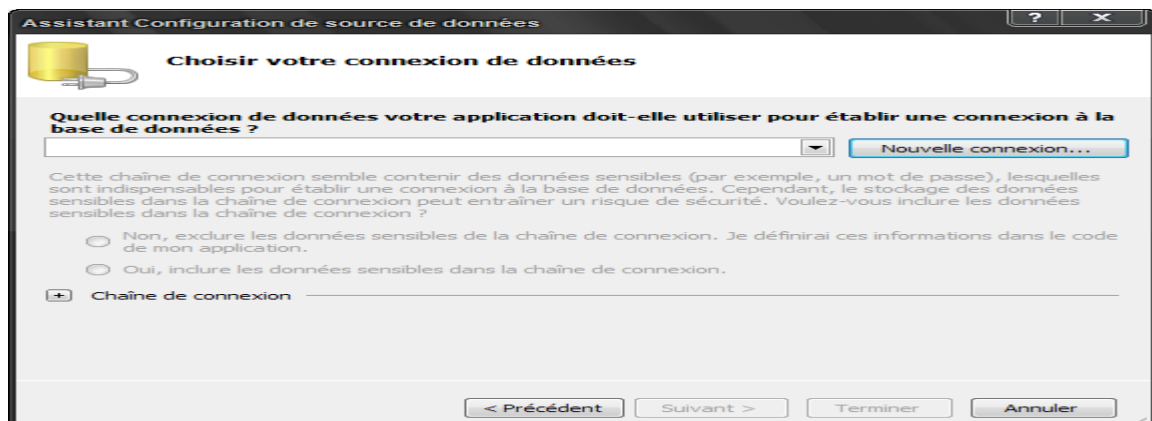 Assistant Configuration de source de données
? X
Choisir votre connexion de données
Quelle connexion de données votre application doit-elle utiliser pour établir une connexion à la
base de données ?
Nouvelle connexion...
Cette chaîne de connexion semble contenir des données sensibles (par exemple, un mot de passe), lesquelles
sont indispensables pour établir une connexion à la base de données. Cependant, le stockage des données
sensibles dans la chaîne de connexion peut entraîner un risque de sécurité. Voulez-vous inclure les données
sensibles dans la chaîne de connexion ?
Non, exclure les données sensibles de la chaîne de connexion. Je définirai ces informations dans le code
de mon application.
Oui, inclure les données sensibles dans la chaîne de connexion.
+ Chaîne de connexion
< Précédent Suivant > Terminer Annuler